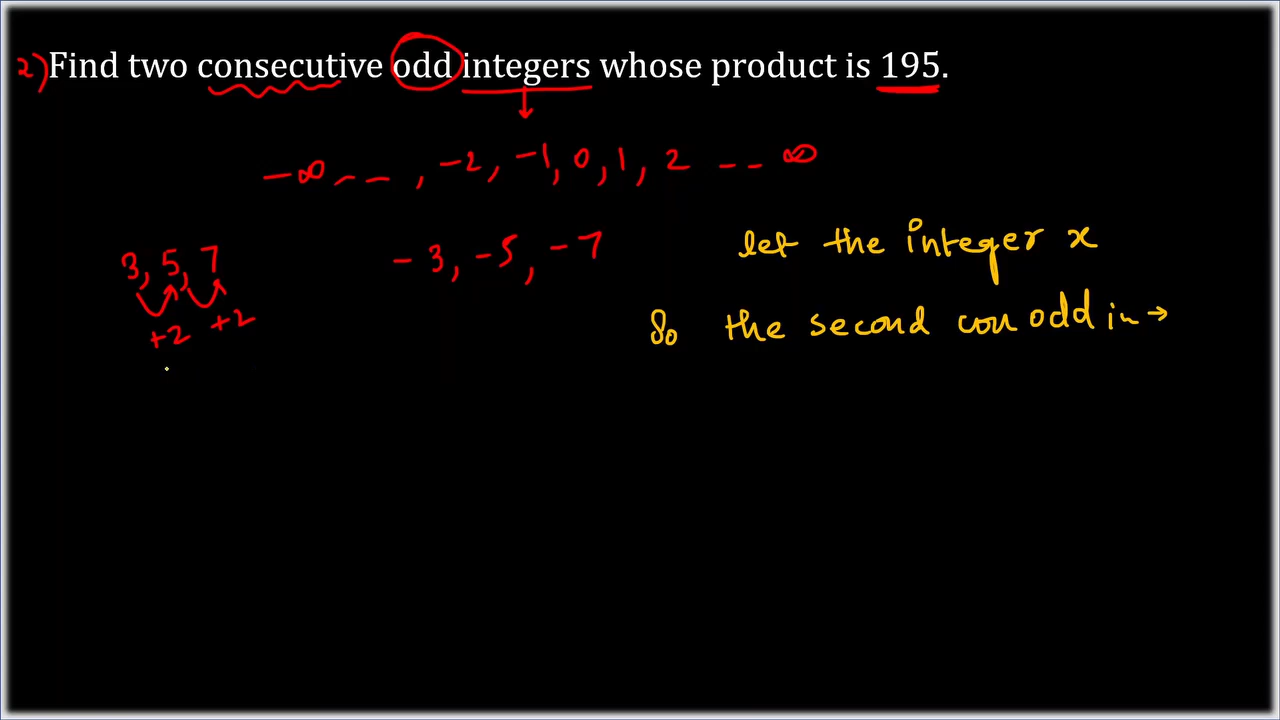 2) Find two consecutive odd integers whose product is 195.
-∞ - - , -2, -1, 0, 1, 2 - - ∞
3, 5, 7
+2 +2
-3, -5, -7
let the integer x
So the second con odd in →